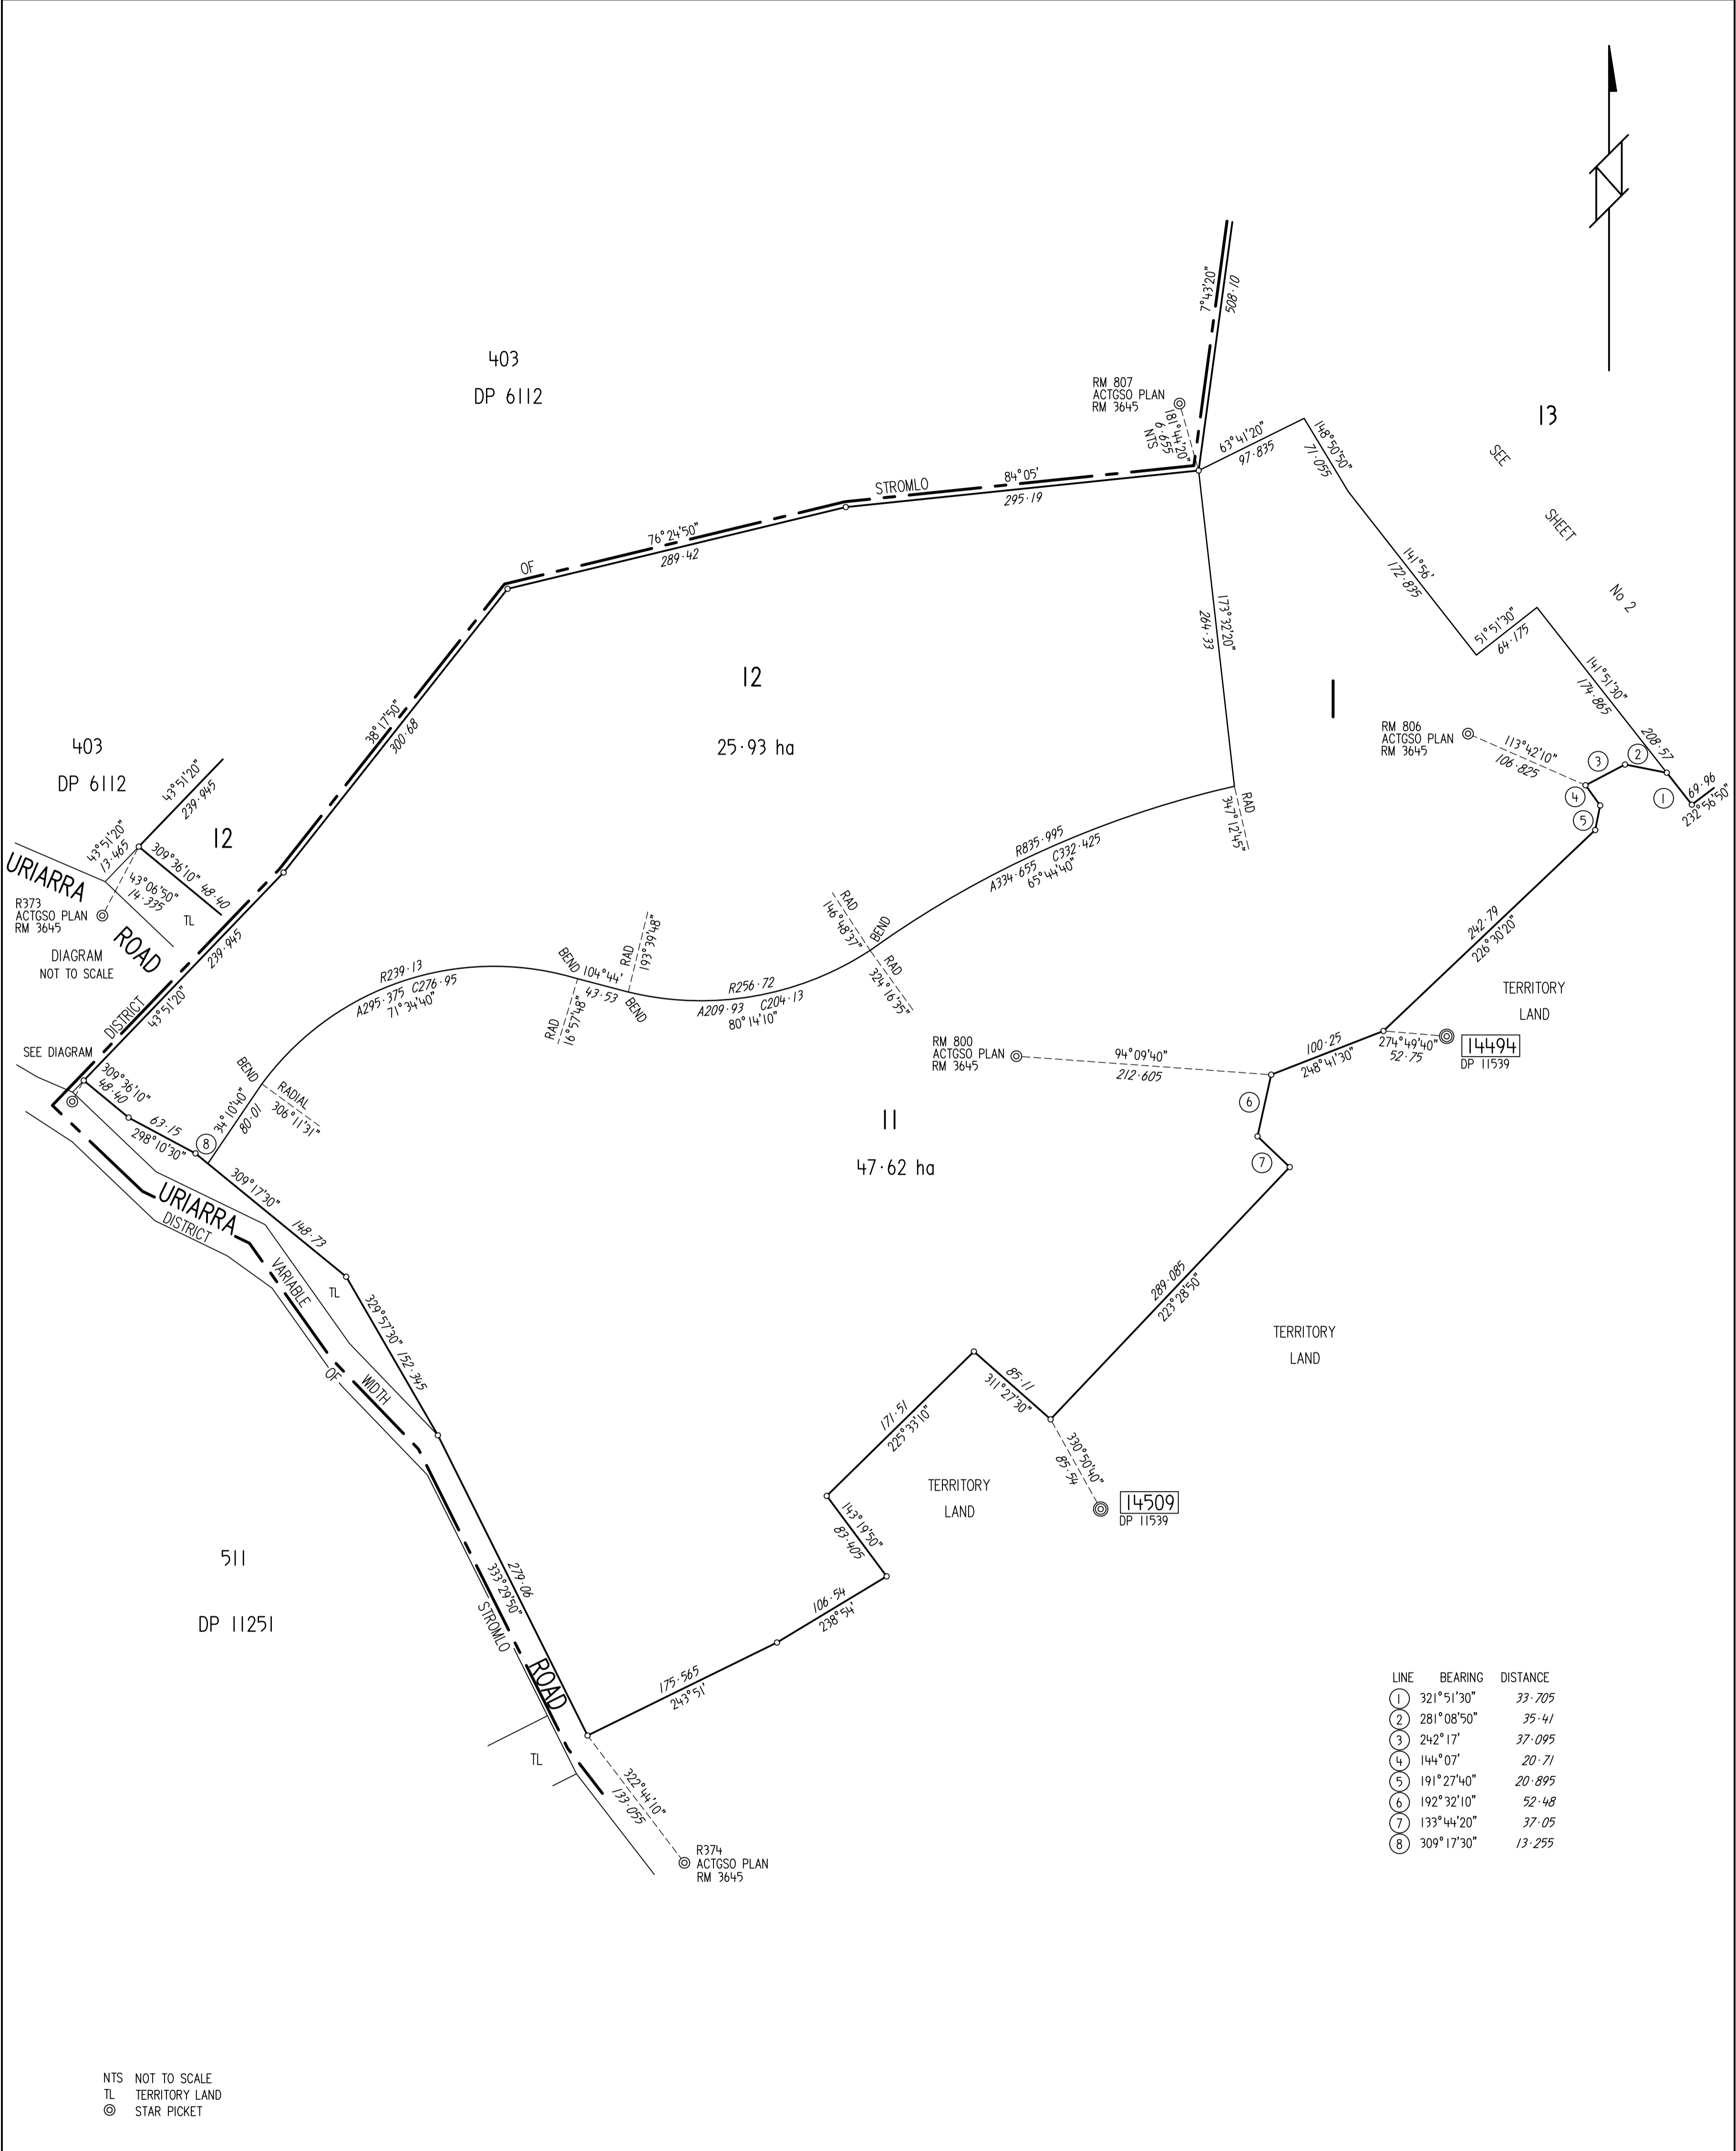 7°43'20"
508·10
403
DP 6112
RM 807
ACTGSO PLAN
RM 3645
181°44'20"
6·655
NTS
63°41'20"
97·835
148°50'50"
71·055
13
SEE
SHEET
No 2
STROMLO
84°05'
295·19
OF
76°24'50"
289·42
141°56'
172·835
51°51'30"
64·175
173°32'20"
264·33
12
25·93 ha
1
38°17'50"
300·68
141°51'30"
174·865
208·57
RM 806
ACTGSO PLAN
RM 3645
113°42'10"
106·825
3
2
4
5
1
69·96
232°56'50"
403
DP 6112
43°51'20"
239·945
12
43°51'20"
13·465
309°36'10" 48·40
43°06'50"
14·335
TL
URIARRA
ROAD
R373
ACTGSO PLAN
RM 3645
DIAGRAM
NOT TO SCALE
239·945
DISTRICT
43°51'20"
SEE DIAGRAM
309°36'10"
48·40
63·15
298°10'30"
8
34°10'40"
80·01
BEND
RADIAL
306°11'31"
R239·13
A295·375 C276·95
71°34'40"
BEND
104°44'
43·53
RAD
16°57'48"
RAD
193°39'48"
BEND
R256·72
A209·93 C204·13
80°14'10"
RAD
146°48'37"
BEND
RAD
324°16'35"
R835·995
A334·655 C332·425
65°44'40"
RAD
347°12'45"
242·79
226°30'20"
TERRITORY
LAND
RM 800
ACTGSO PLAN
RM 3645
94°09'40"
212·605
100·25
248°41'30"
274°49'40"
52·75
14494
DP 11539
6
7
11
47·62 ha
309°17'30"
148·73
URIARRA
DISTRICT
VARIABLE
TL
329°57'30" 152·345
OF
WIDTH
289·085
223°28'50"
TERRITORY
LAND
85·11
311°27'30"
171·51
225°33'10"
330°50'40"
85·54
14509
DP 11539
TERRITORY
LAND
143°19'50"
83·405
106·54
238°54'
175·565
243°51'
279·06
333°29'50"
STROMLO
ROAD
511
DP 11251
TL
322°44'10"
133·055
R374
ACTGSO PLAN
RM 3645
LINE BEARING DISTANCE
1 321°51'30" 33·705
2 281°08'50" 35·41
3 242°17' 37·095
4 144°07' 20·71
5 191°27'40" 20·895
6 192°32'10" 52·48
7 133°44'20" 37·05
8 309°17'30" 13·255
NTS NOT TO SCALE
TL TERRITORY LAND
STAR PICKET